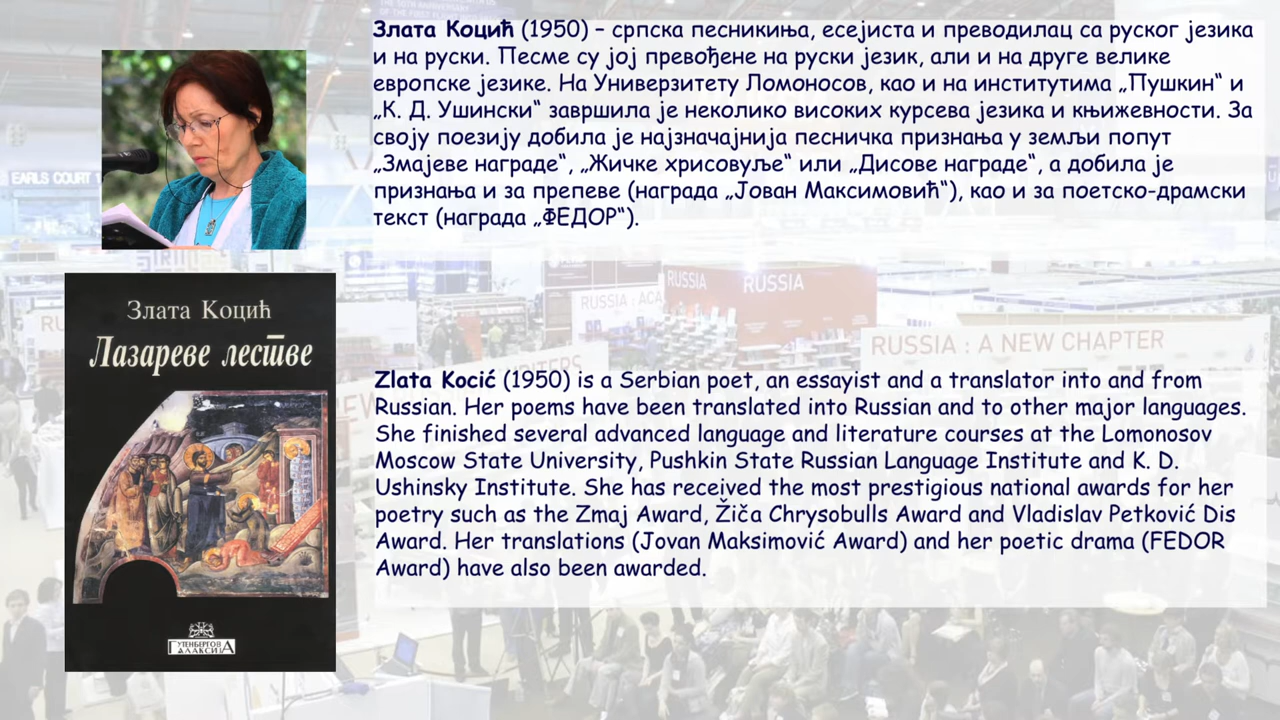 Злата Коцић (1950) – српска песникиња, есејиста и преводилац са руског језика
и на руски. Песме су јој превођене на руски језик, али и на друге велике
европске језике. На Универзитету Ломоносов, као и на институтима „Пушкин“ и
„К. Д. Ушински“ завршила је неколико високих курсева језика и књижевности. За
своју поезију добила је најзначајнија песничка признања у земљи попут
„Змајеве награде“, „Жичке хрисовуље“ или „Дисове награде“, а добила је
признања и за препеве (награда „Јован Максимовић“), као и за поетско-драмски
текст (награда „ФЕДОР“).
EARLS COURT
Злата Коцић
Лазареве лестве
ГУТЕНБЕРГОВА
ГАЛАКСИЈА
RUSSIA
RUSSIA
RUSSIA : ACA
RUSSIA : A NEW CHAPTER
Zlata Kocić (1950) is a Serbian poet, an essayist and a translator into and from
Russian. Her poems have been translated into Russian and to other major languages.
She finished several advanced language and literature courses at the Lomonosov
Moscow State University, Pushkin State Russian Language Institute and K. D.
Ushinsky Institute. She has received the most prestigious national awards for her
poetry such as the Zmaj Award, Žiča Chrysobulls Award and Vladislav Petković Dis
Award. Her translations (Jovan Maksimović Award) and her poetic drama (FEDOR
Award) have also been awarded.